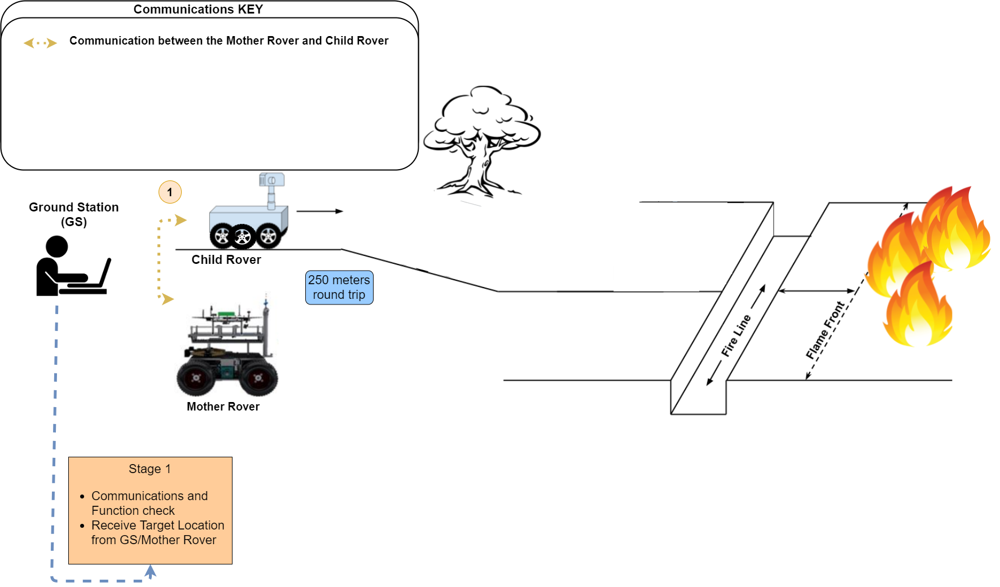 Communications KEY
Communication between the Mother Rover and Child Rover
1
Ground Station
(GS)
Child Rover
250 meters
round trip
Fire Line
Flame Front
Mother Rover
Stage 1
• Communications and
Function check
• Receive Target Location
from GS/Mother Rover